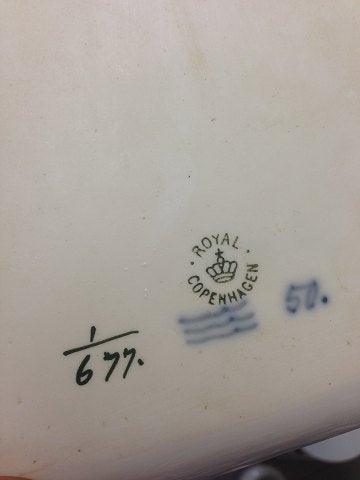 · ROYAL ·
COPENHAGEN
50.
1
677.